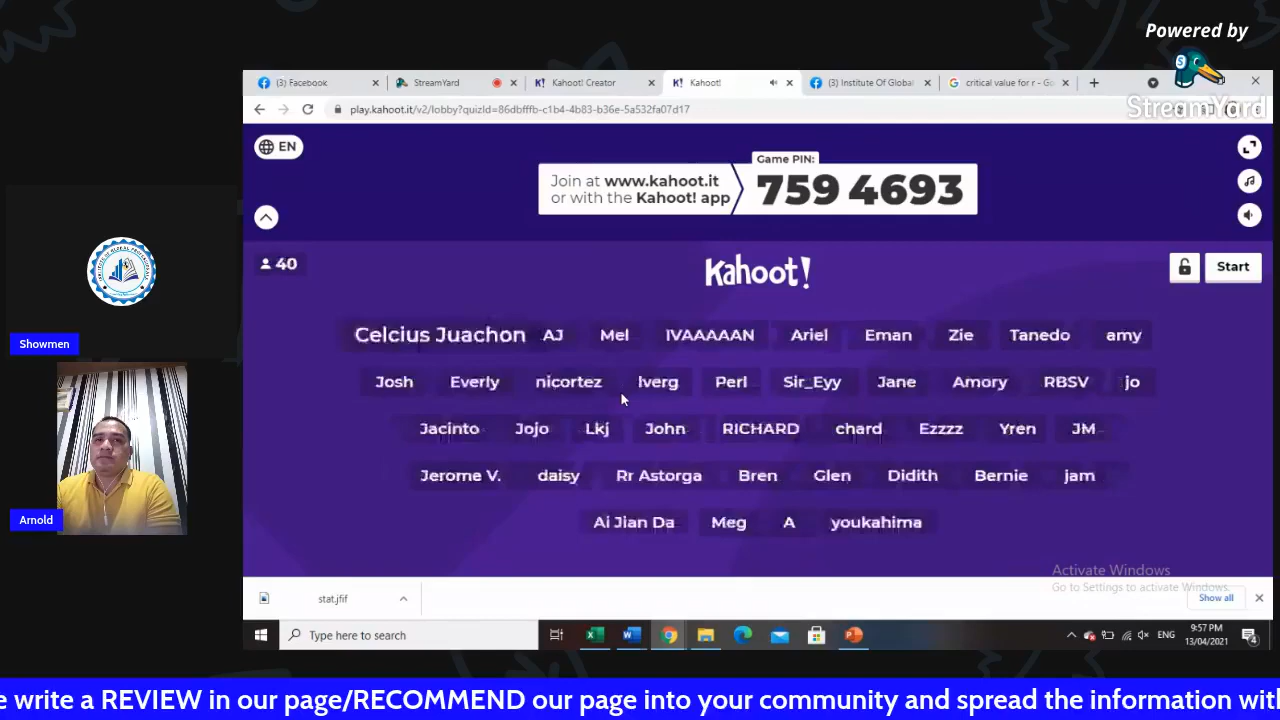 Powered by
StreamYard
(3) Facebook
StreamYard
Kahoot! Creator
Kahoot!
(3) Institute Of Global
critical value for r - Go
play.kahoot.it/v2/lobby?quizId=86dbfffb-c1b4-4b83-b36e-5a532fa07d17
EN
Join at www.kahoot.it
or with the Kahoot! app
Game PIN:
759 4693
40
Kahoot!
Start
Celcius Juachon AJ Mel IVAAAAAN Ariel Eman Zie Tanedo amy
Josh Everly nicortez lverg Perl Sir_Eyy Jane Amory RBSV jo
Jacinto Jojo Lkj John RICHARD chard Ezzzz Yren JM
Jerome V. daisy Rr Astorga Bren Glen Didith Bernie jam
Ai Jian Da Meg A youkahima
Showmen
Arnold
Activate Windows
Go to Settings to activate Windows.
stat.jfif
Show all
Type here to search
ENG
9:57 PM
13/04/2021
4
e write a REVIEW in our page/RECOMMEND our page into your community and spread the information wit